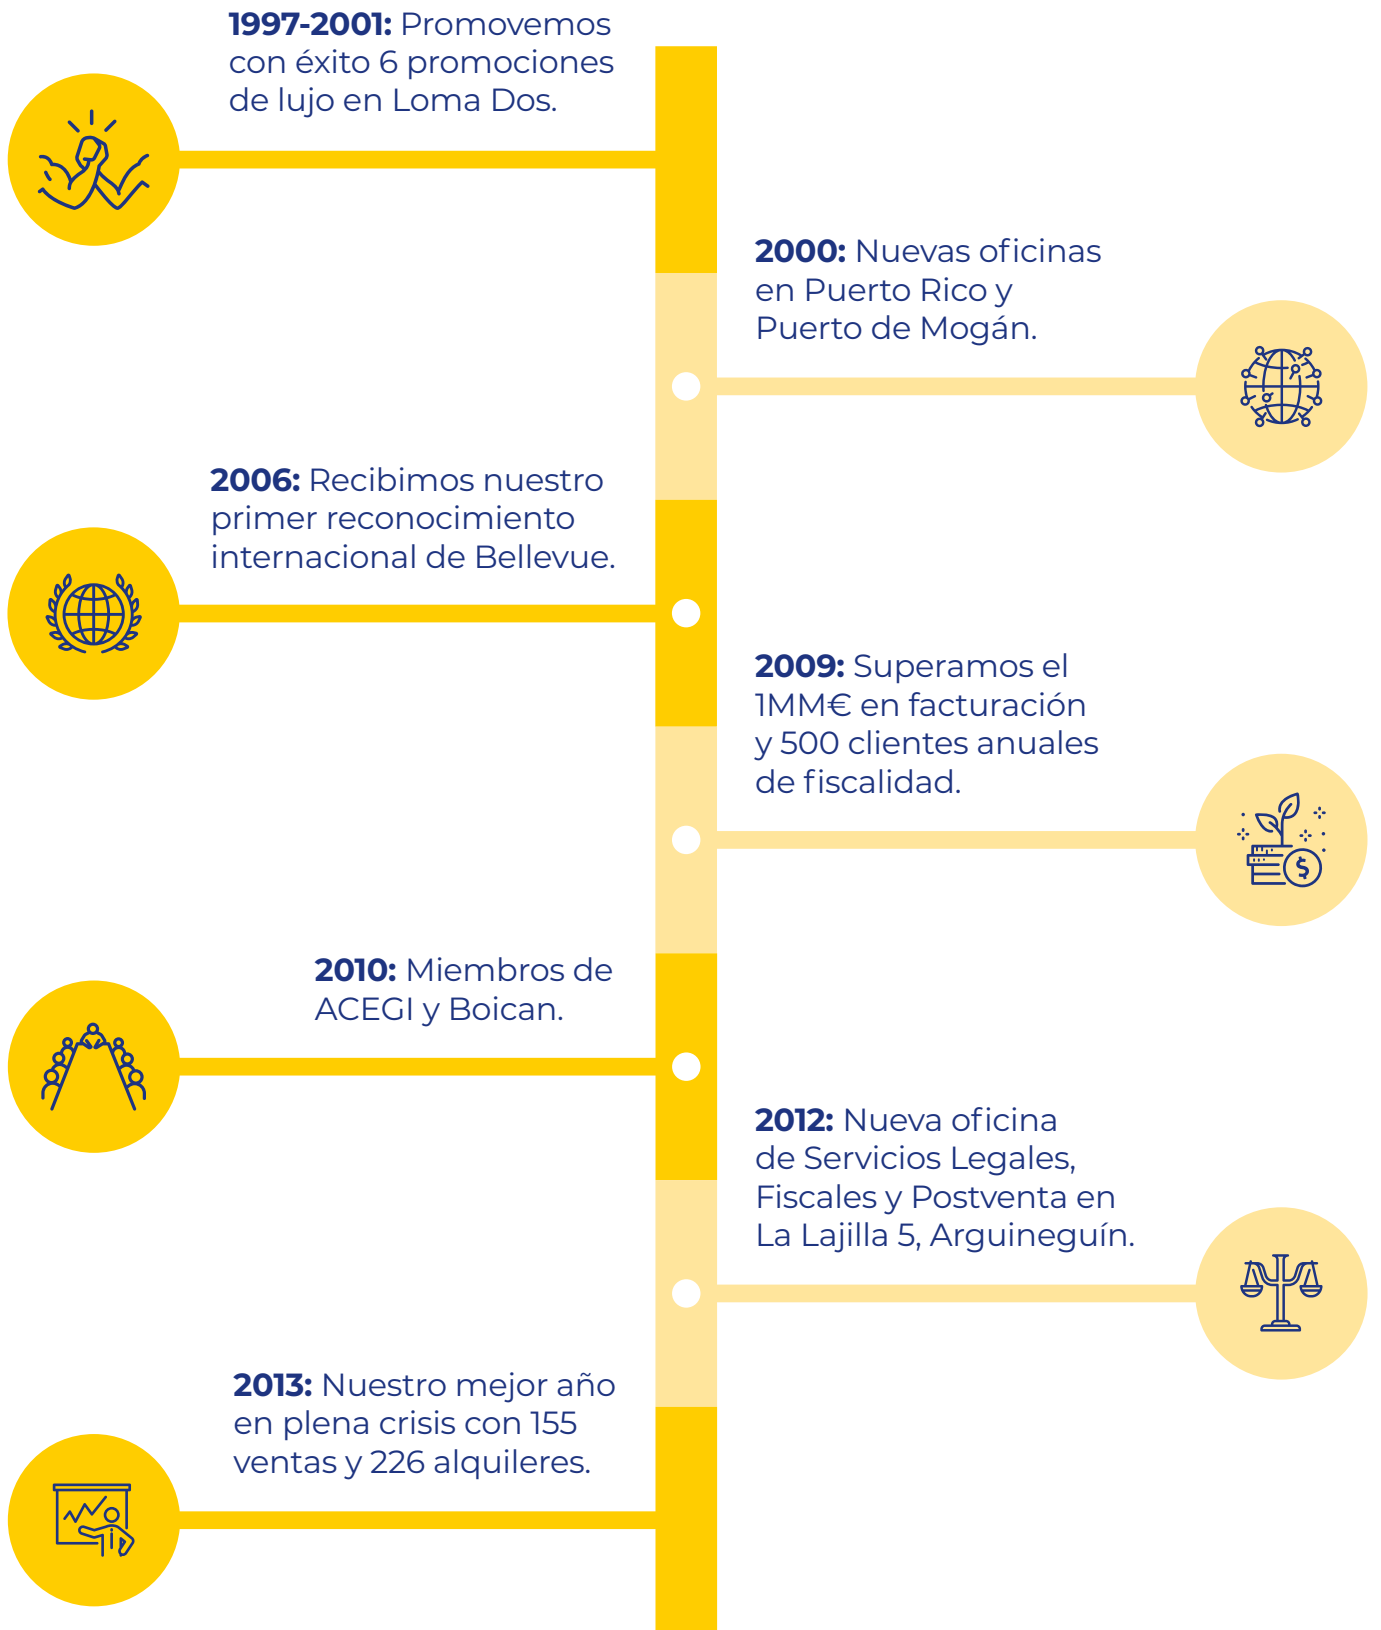 1997-2001: Promovemos
con éxito 6 promociones
de lujo en Loma Dos.
2000: Nuevas oficinas
en Puerto Rico y
Puerto de Mogán.
2006: Recibimos nuestro
primer reconocimiento
internacional de Bellevue.
2009: Superamos el
1MM€ en facturación
y 500 clientes anuales
de fiscalidad.
$
2010: Miembros de
ACEGI y Boican.
2012: Nueva oficina
de Servicios Legales,
Fiscales y Postventa en
La Lajilla 5, Arguineguín.
2013: Nuestro mejor año
en plena crisis con 155
ventas y 226 alquileres.